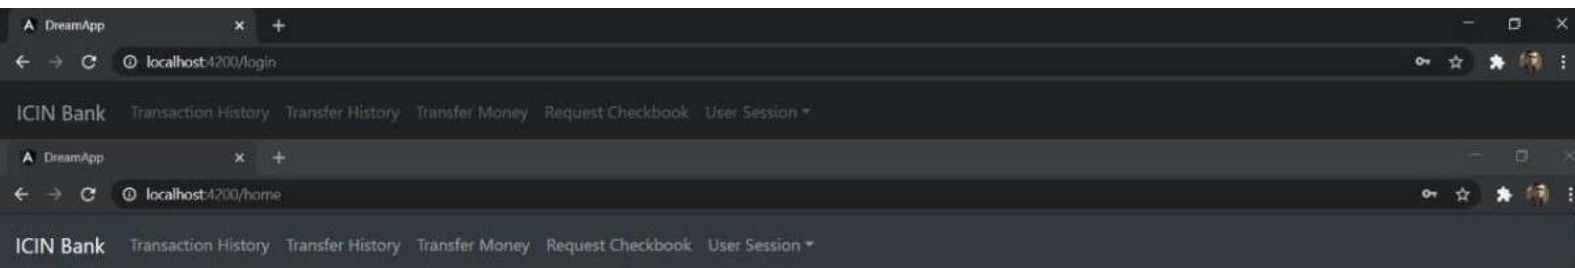 DreamApp
localhost:4200/login
ICIN Bank Transaction History Transfer History Transfer Money Request Checkbook User Session
DreamApp
localhost:4200/home
ICIN Bank Transaction History Transfer History Transfer Money Request Checkbook User Session